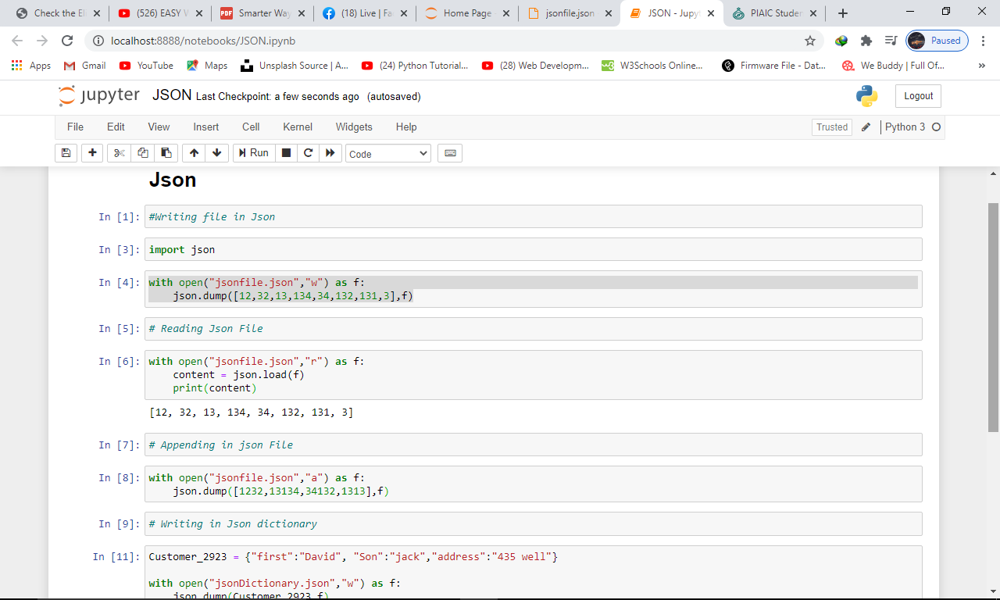 Check the El
(526) EASY W
PDF Smarter Way
(18) Live | Fa
Home Page
jsonfile.json
JSON - Jupy
PIAIC Studen
localhost:8888/notebooks/JSON.ipynb
Paused
Apps
Gmail
YouTube
Maps
Unsplash Source | A...
(24) Python Tutorial...
(28) Web Developm...
W3Schools Online...
Firmware File - Dat...
We Buddy | Full Of...
»
jupyter JSON Last Checkpoint: a few seconds ago (autosaved)
Logout
File Edit View Insert Cell Kernel Widgets Help
Trusted
Python 3
Run
Code
Json
In [1]: #Writing file in Json
In [3]: import json
In [4]: with open("jsonfile.json","w") as f:
json.dump([12,32,13,134,34,132,131,3],f)
In [5]: # Reading Json File
In [6]: with open("jsonfile.json","r") as f:
content = json.load(f)
print(content)
[12, 32, 13, 134, 34, 132, 131, 3]
In [7]: # Appending in json File
In [8]: with open("jsonfile.json","a") as f:
json.dump([1232,13134,34132,1313],f)
In [9]: # Writing in Json dictionary
In [11]: Customer_2923 = {"first":"David", "Son":"jack","address":"435 well"}
with open("jsonDictionary.json","w") as f:
json.dump(Customer_2923,f)